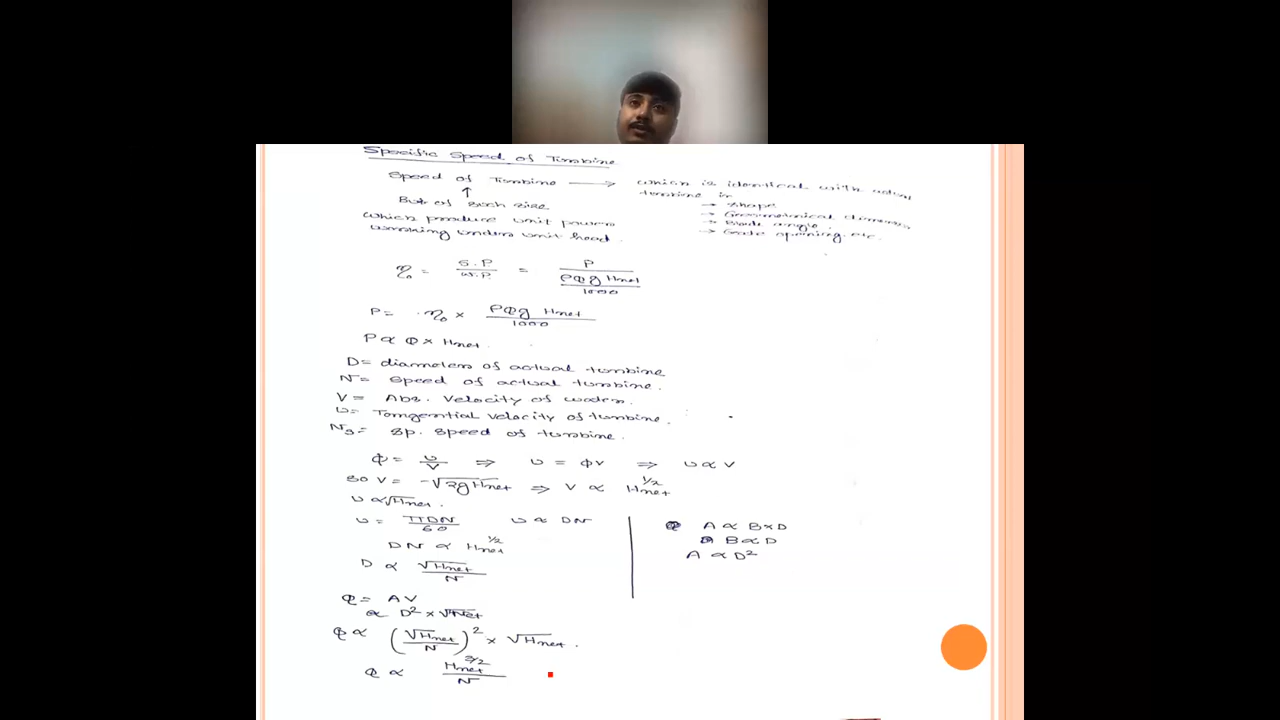 Specific speed of Turbine
Speed of Turbine → which is identical with actual
turbine in
↑
But of such size
→ shape
→ Geometrical dimensions
which produce unit power
→ Blade angle.
→ Gate opening etc.
working under unit head.
η₀ = S.P / W.P. = P / (ρQg Hnet / 1000)
P = η₀ × ρQg Hnet / 1000
P ∝ Q × Hnet.
D = diameter of actual turbine
N = Speed of actual turbine.
V = Abs. velocity of water.
u = Tangential velocity of turbine.
Ns = sp. speed of turbine.
ϕ = u/V ⇒ u = ϕV ⇒ u ∝ V
so V = √2gHnet ⇒ V ∝ Hnet^1/2
u ∝ √Hnet.
u = πDN / 60 u ∝ DN
DN ∝ Hnet^1/2
D ∝ √Hnet / N
A ∝ B×D
B ∝ D
A ∝ D²
Q = AV
∝ D² × √Hnet
Q ∝ (√Hnet / N)² × √Hnet.
Q ∝ Hnet^3/2 / N